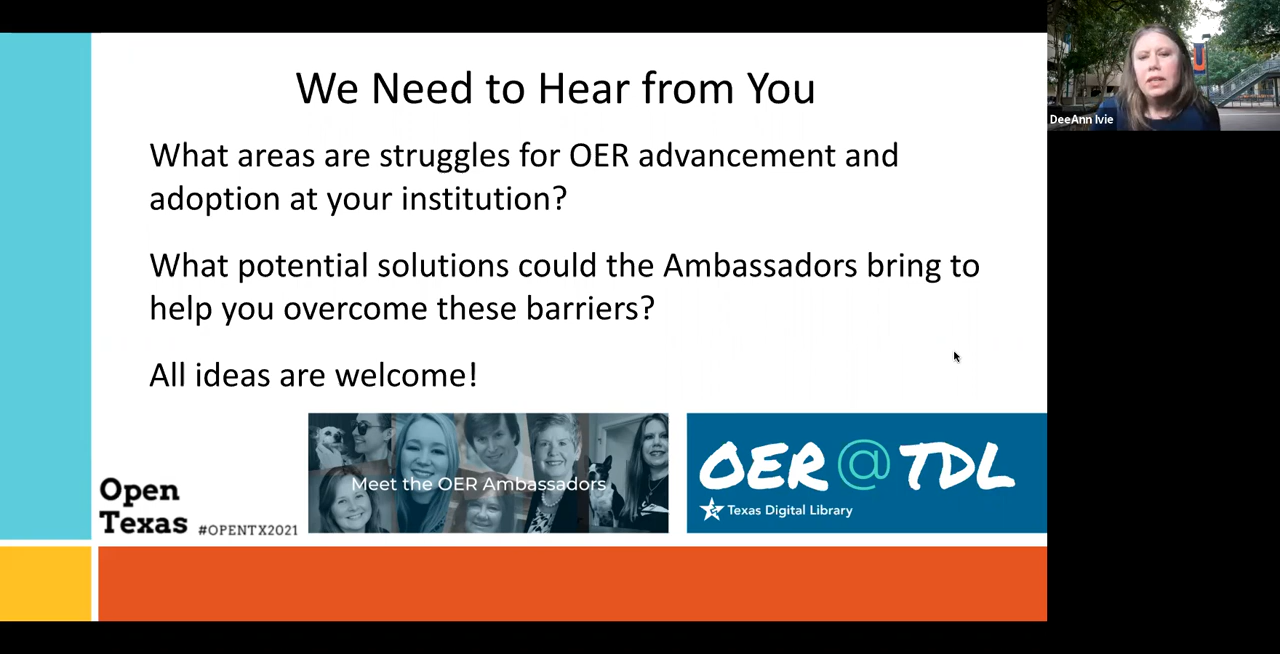 We Need to Hear from You
DeeAnn Ivie
What areas are struggles for OER advancement and
adoption at your institution?
What potential solutions could the Ambassadors bring to
help you overcome these barriers?
All ideas are welcome!
Meet the OER Ambassadors
OER@TDL
Texas Digital Library
Open
Texas #OPENTX2021